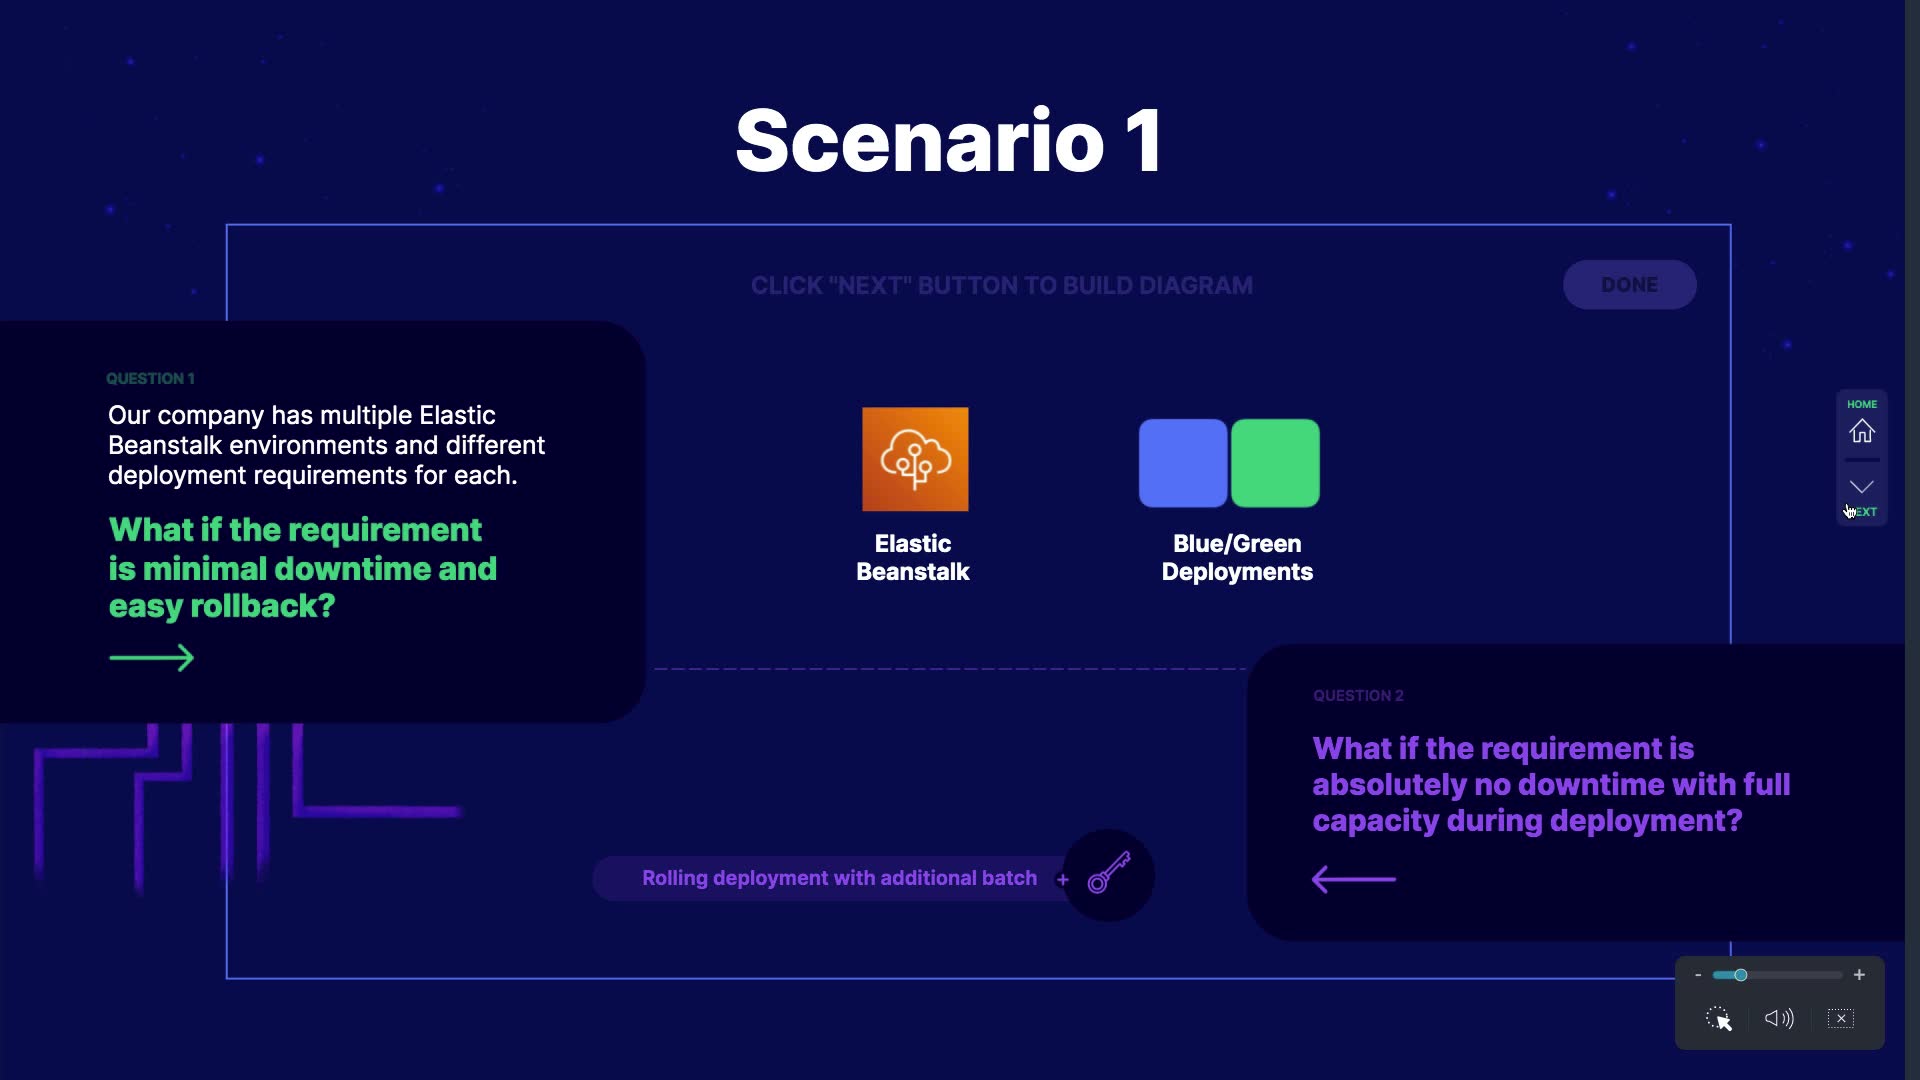 Scenario 1
CLICK "NEXT" BUTTON TO BUILD DIAGRAM
DONE
QUESTION 1
Our company has multiple Elastic
Beanstalk environments and different
deployment requirements for each.
What if the requirement
is minimal downtime and
easy rollback?
Elastic
Beanstalk
Blue/Green
Deployments
HOME
NEXT
QUESTION 2
What if the requirement is
absolutely no downtime with full
capacity during deployment?
Rolling deployment with additional batch
+
- +